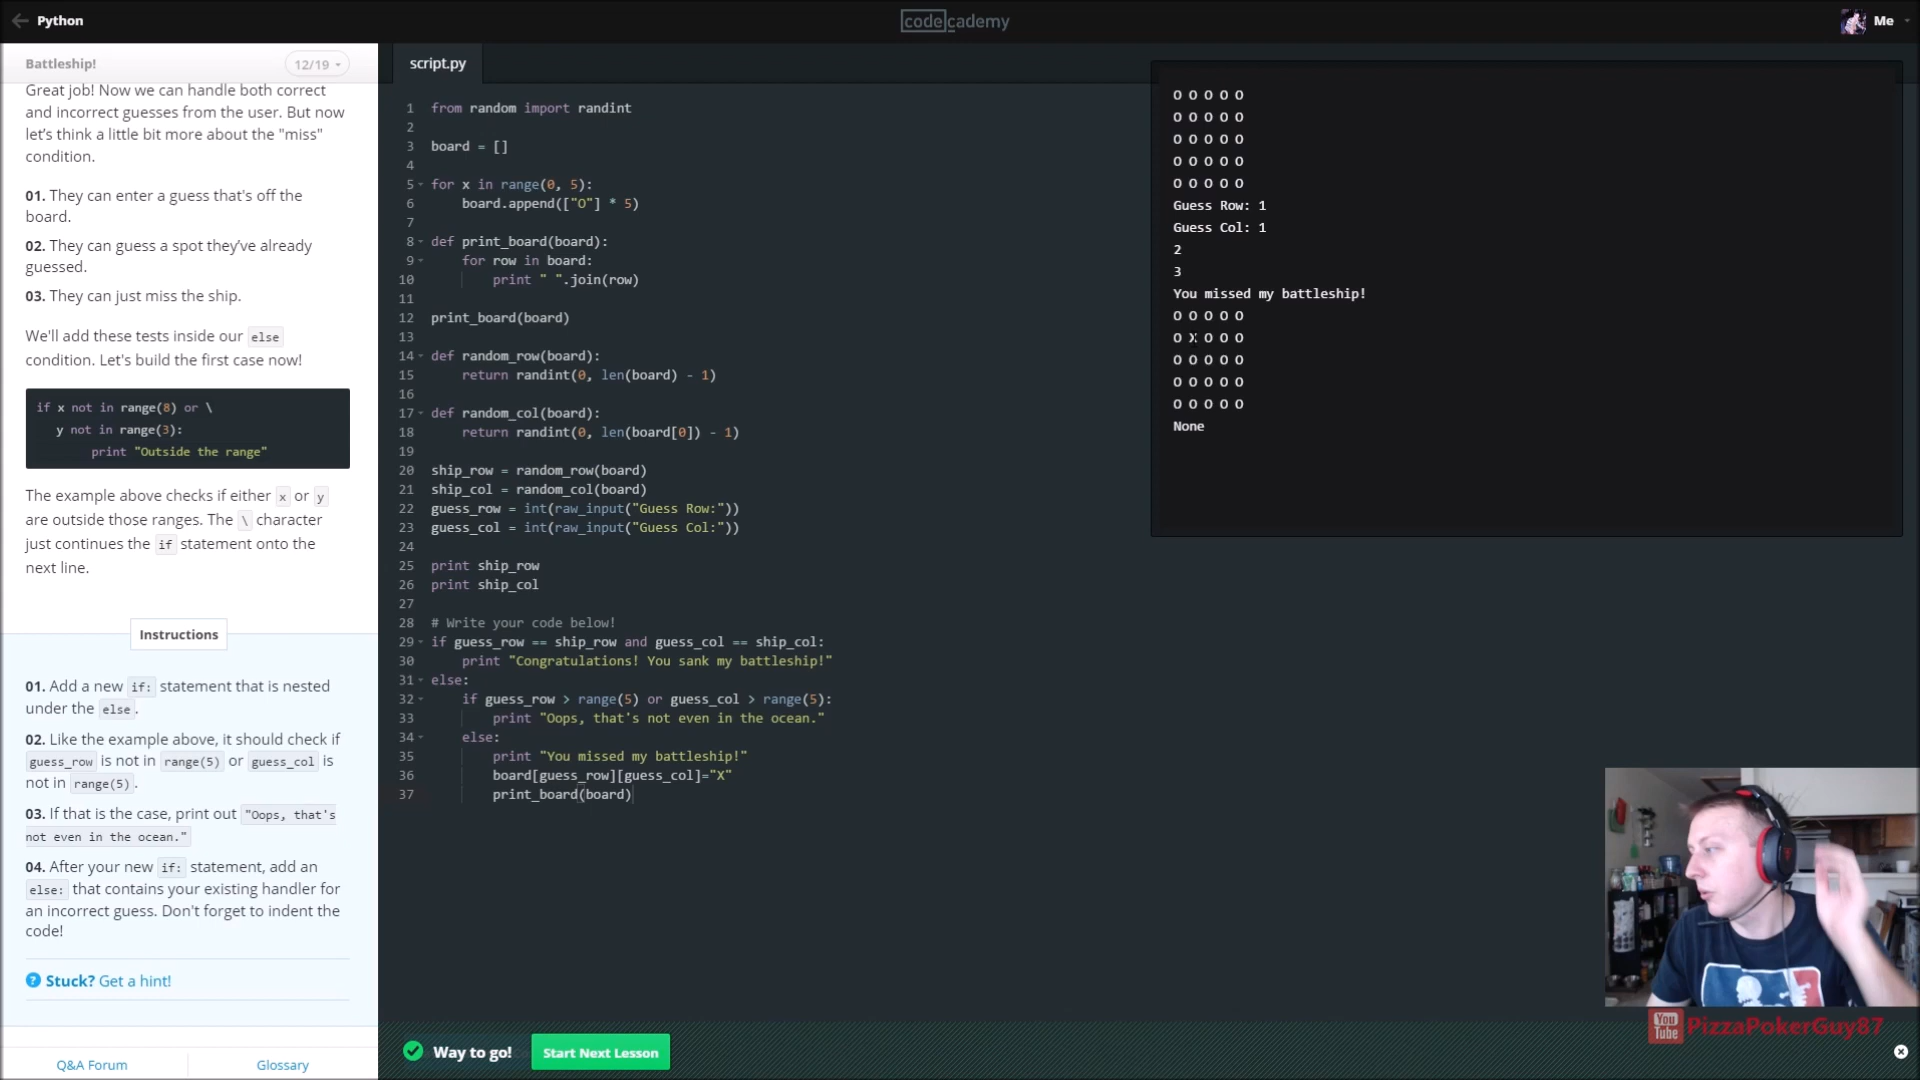 Python
codecademy
Me
Battleship!
12/19
Great job! Now we can handle both correct
and incorrect guesses from the user. But now
let's think a little bit more about the "miss"
condition.
01. They can enter a guess that's off the
board.
02. They can guess a spot they've already
guessed.
03. They can just miss the ship.
We'll add these tests inside our else
condition. Let's build the first case now!
if x not in range(8) or \
y not in range(3):
print "Outside the range"
The example above checks if either x or y
are outside those ranges. The \ character
just continues the if statement onto the
next line.
Instructions
01. Add a new if: statement that is nested
under the else.
02. Like the example above, it should check if
guess_row is not in range(5) or guess_col is
not in range(5).
03. If that is the case, print out "Oops, that's
not even in the ocean."
04. After your new if: statement, add an
else: that contains your existing handler for
an incorrect guess. Don't forget to indent the
code!
? Stuck? Get a hint!
Q&A Forum
Glossary
script.py
1 from random import randint
2
3 board = []
4
5 for x in range(0, 5):
6 board.append(["O"] * 5)
7
8 def print_board(board):
9 for row in board:
10 print " ".join(row)
11
12 print_board(board)
13
14 def random_row(board):
15 return randint(0, len(board) - 1)
16
17 def random_col(board):
18 return randint(0, len(board[0]) - 1)
19
20 ship_row = random_row(board)
21 ship_col = random_col(board)
22 guess_row = int(raw_input("Guess Row:"))
23 guess_col = int(raw_input("Guess Col:"))
24
25 print ship_row
26 print ship_col
27
28 # Write your code below!
29 if guess_row == ship_row and guess_col == ship_col:
30 print "Congratulations! You sank my battleship!"
31 else:
32 if guess_row > range(5) or guess_col > range(5):
33 print "Oops, that's not even in the ocean."
34 else:
35 print "You missed my battleship!"
36 board[guess_row][guess_col]="X"
37 print_board(board)
O O O O O
O O O O O
O O O O O
O O O O O
O O O O O
Guess Row: 1
Guess Col: 1
2
3
You missed my battleship!
O O O O O
O X O O O
O O O O O
O O O O O
O O O O O
None
Way to go!
Start Next Lesson
You Tube PizzaPokerGuy87